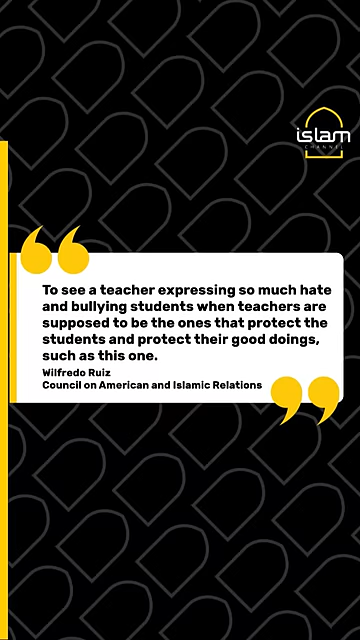 islam
CHANNEL
To see a teacher expressing so much hate
and bullying students when teachers are
supposed to be the ones that protect the
students and protect their good doings,
such as this one.
Wilfredo Ruiz
Council on American and Islamic Relations